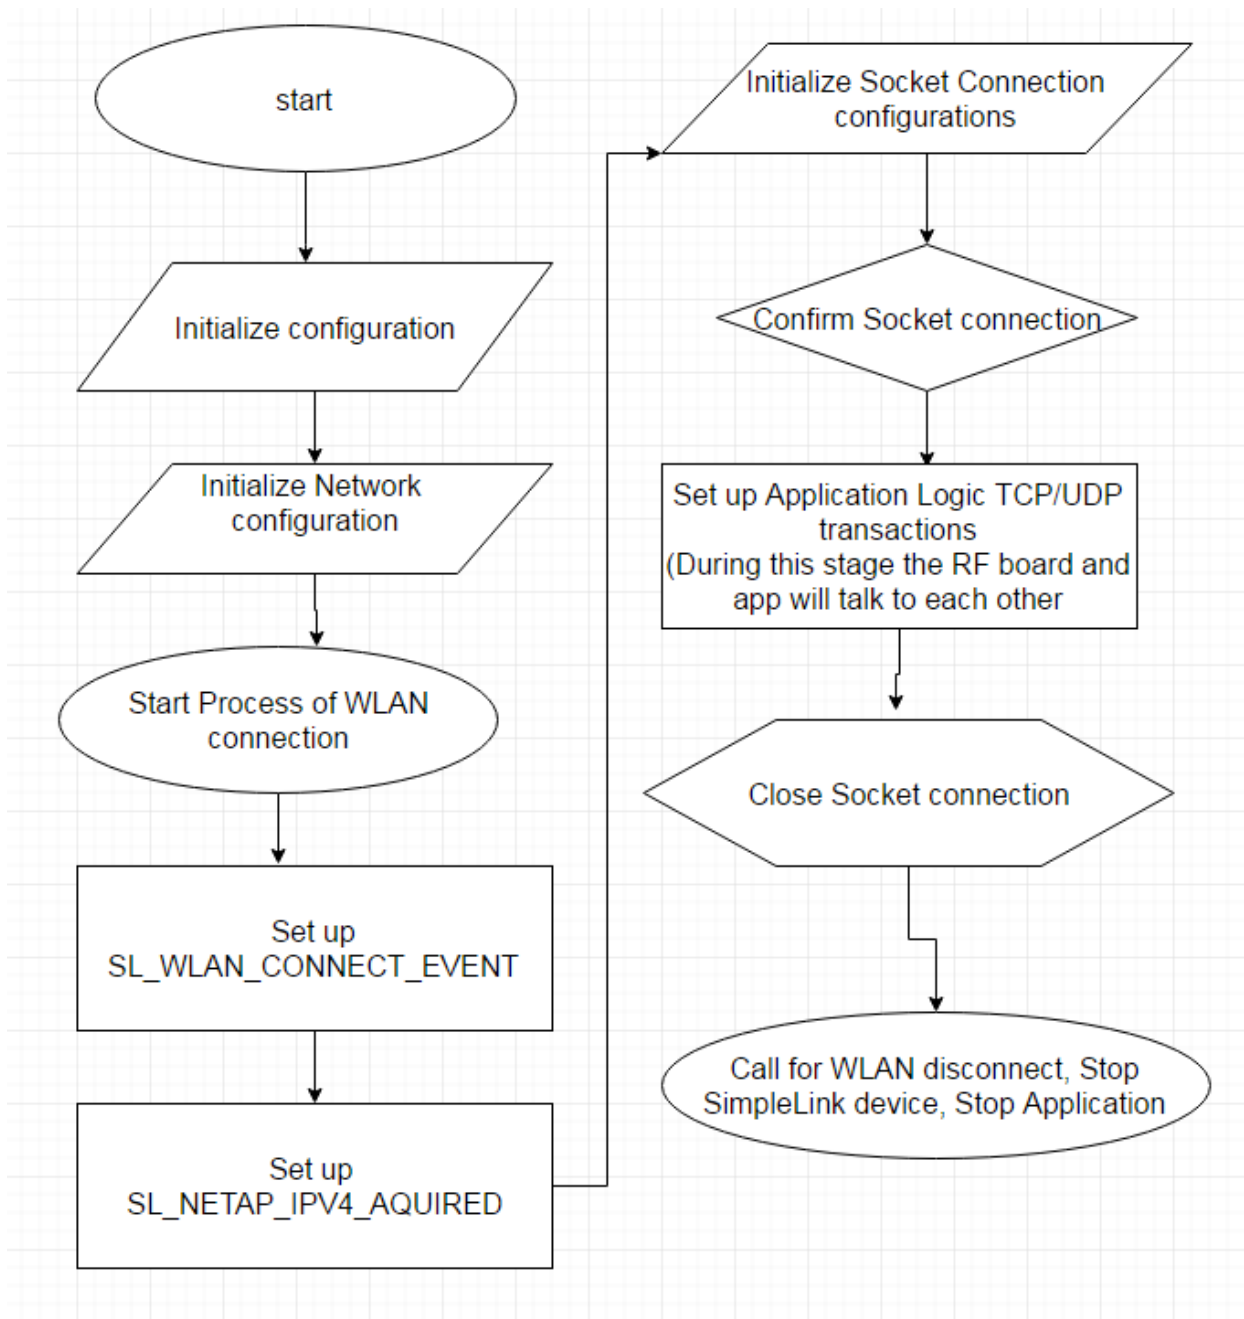 start
Initialize configuration
Initialize Network
configuration
Start Process of WLAN
connection
Set up
SL_WLAN_CONNECT_EVENT
Set up
SL_NETAP_IPV4_AQUIRED
Initialize Socket Connection
configurations
Confirm Socket connection
Set up Application Logic TCP/UDP
transactions
(During this stage the RF board and
app will talk to each other
Close Socket connection
Call for WLAN disconnect, Stop
SimpleLink device, Stop Application